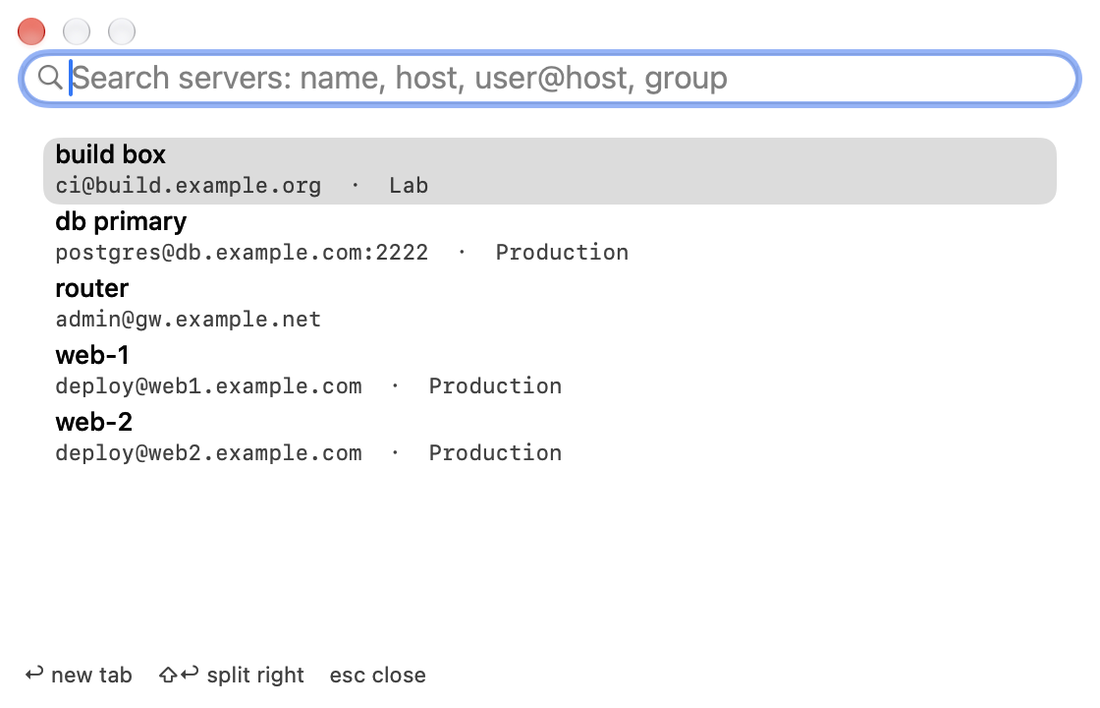 Search servers: name, host, user@host, group
build box
ci@build.example.org · Lab
db primary
postgres@db.example.com:2222 · Production
router
admin@gw.example.net
web-1
deploy@web1.example.com · Production
web-2
deploy@web2.example.com · Production
↩ new tab ⇧↩ split right esc close